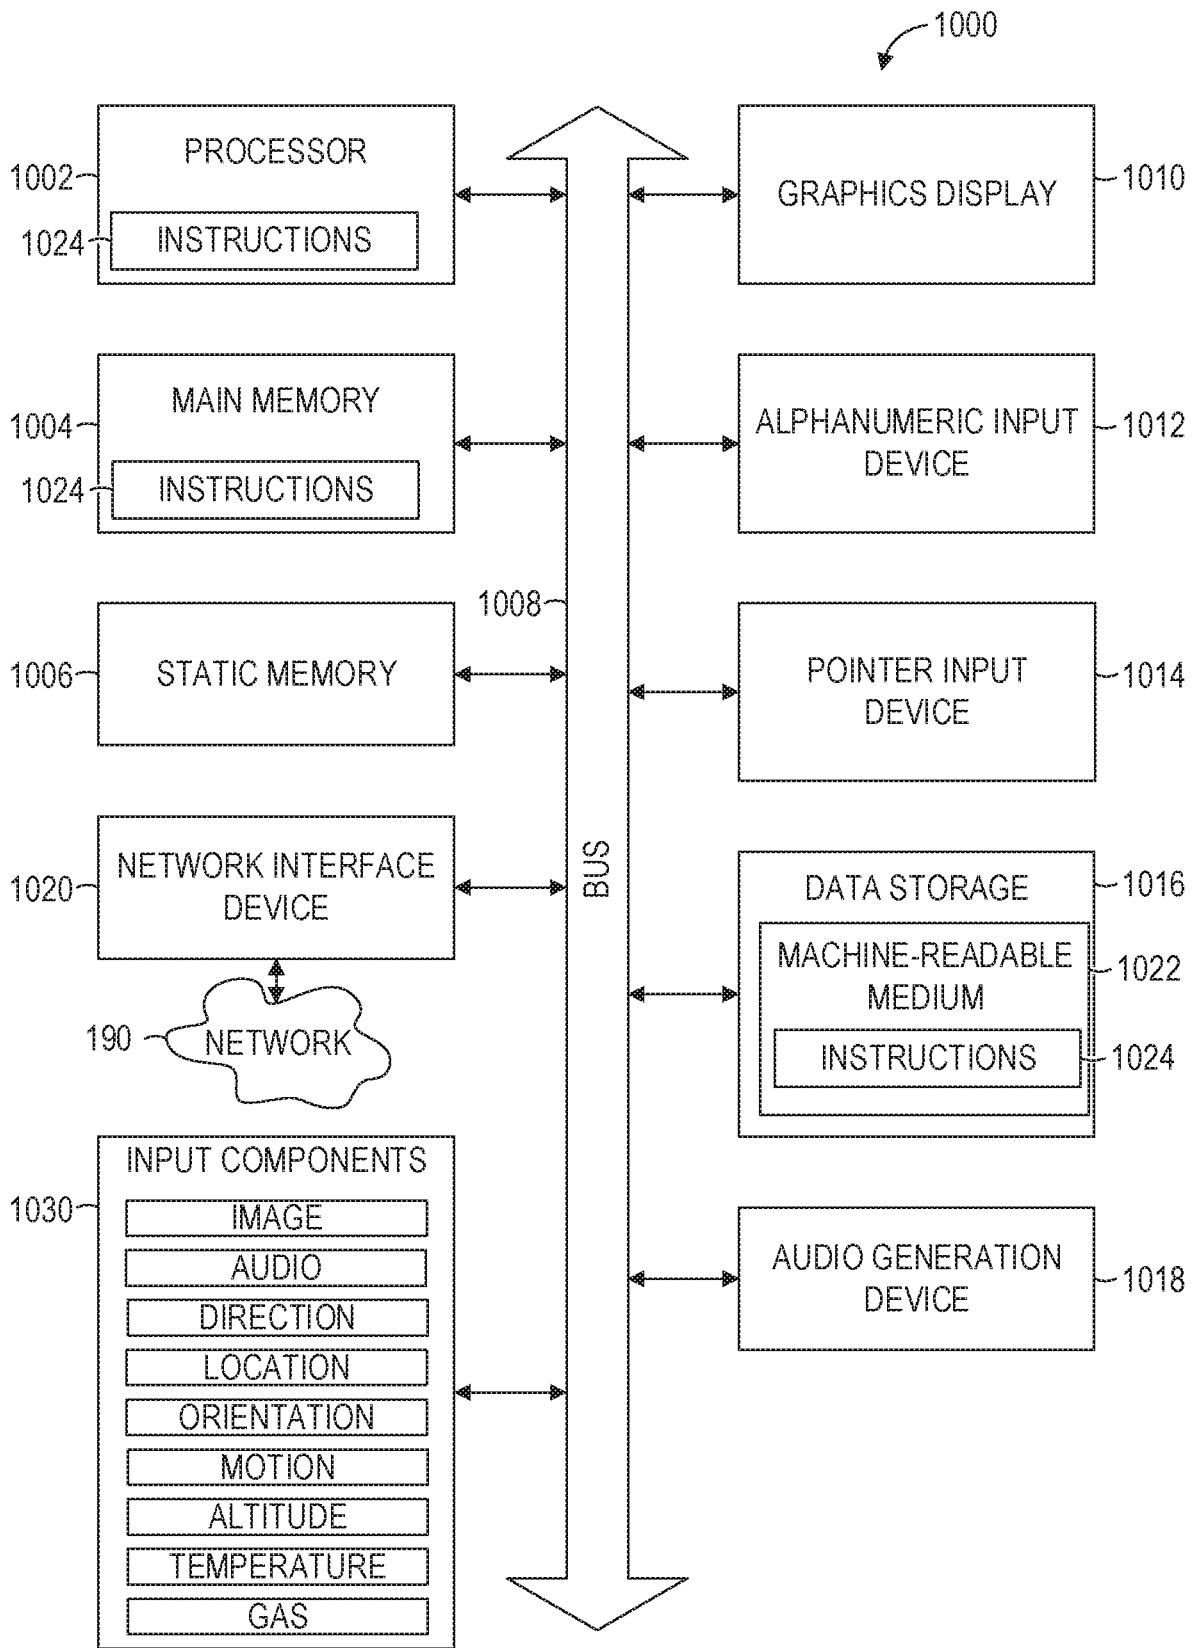 1000
PROCESSOR
1002
1024
INSTRUCTIONS
MAIN MEMORY
1004
1024
INSTRUCTIONS
1008
STATIC MEMORY
1006
NETWORK INTERFACE
DEVICE
1020
190
NETWORK
INPUT COMPONENTS
1030
IMAGE
AUDIO
DIRECTION
LOCATION
ORIENTATION
MOTION
ALTITUDE
TEMPERATURE
GAS
BUS
GRAPHICS DISPLAY
1010
ALPHANUMERIC INPUT
DEVICE
1012
POINTER INPUT
DEVICE
1014
DATA STORAGE
1016
MACHINE-READABLE
MEDIUM
1022
INSTRUCTIONS
1024
AUDIO GENERATION
DEVICE
1018